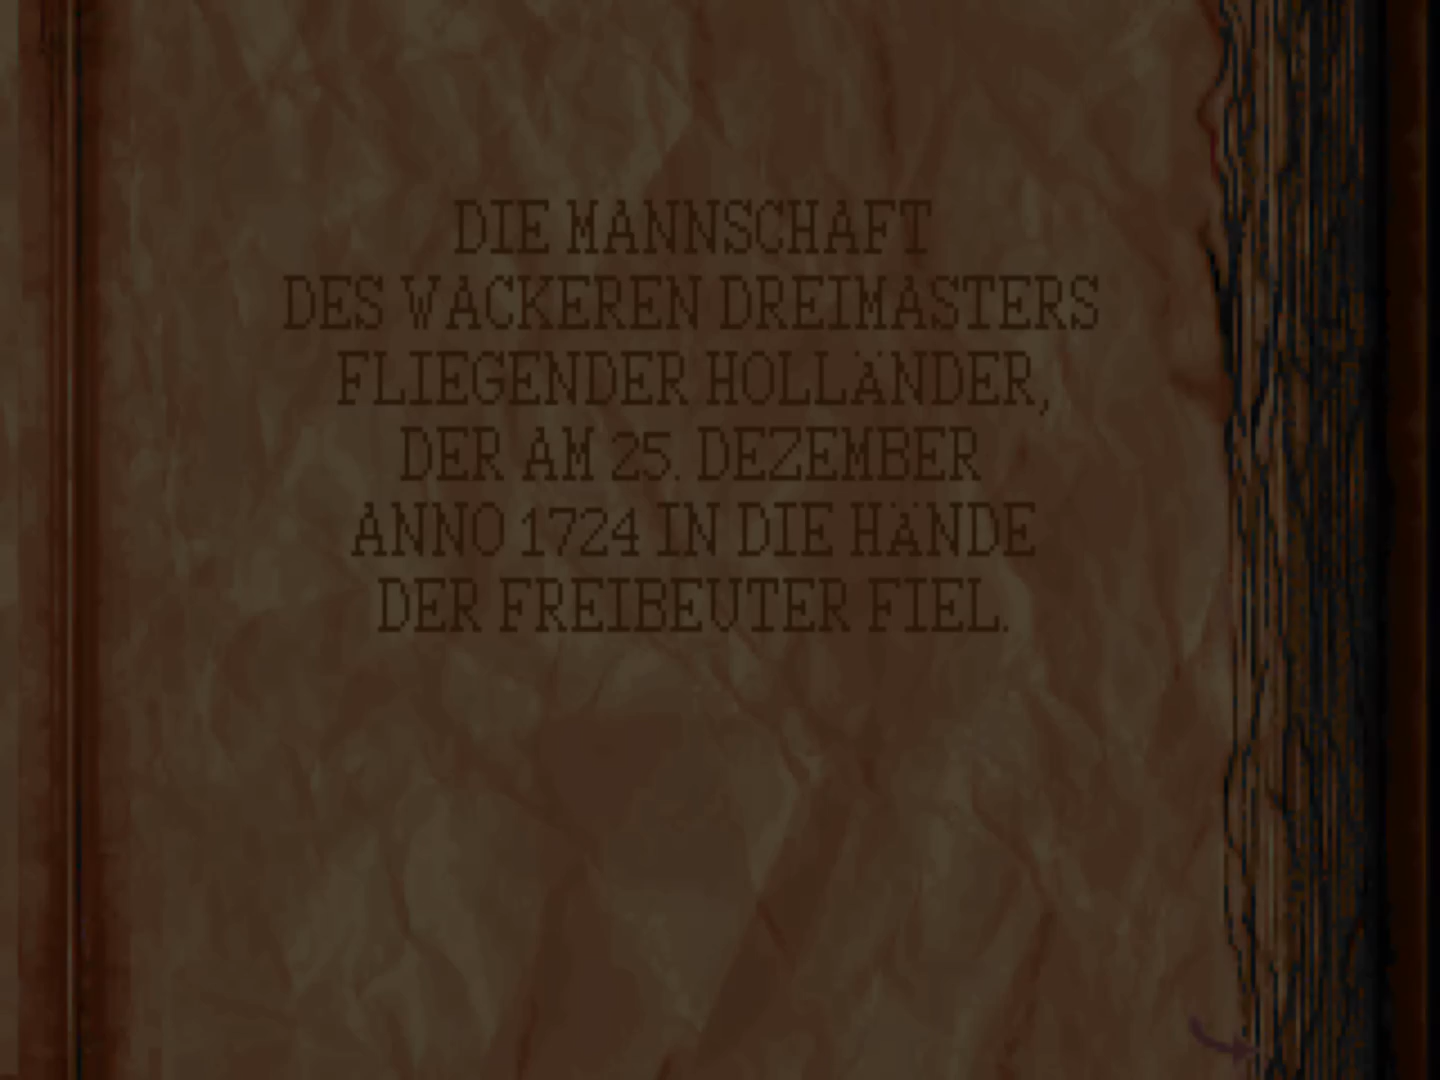 DIE MANNSCHAFT
DES WACKEREN DREIMASTERS
FLIEGENDER HOLLÄNDER,
DER AM 25. DEZEMBER
ANNO 1724 IN DIE HÄNDE
DER FREIBEUTER FIEL.